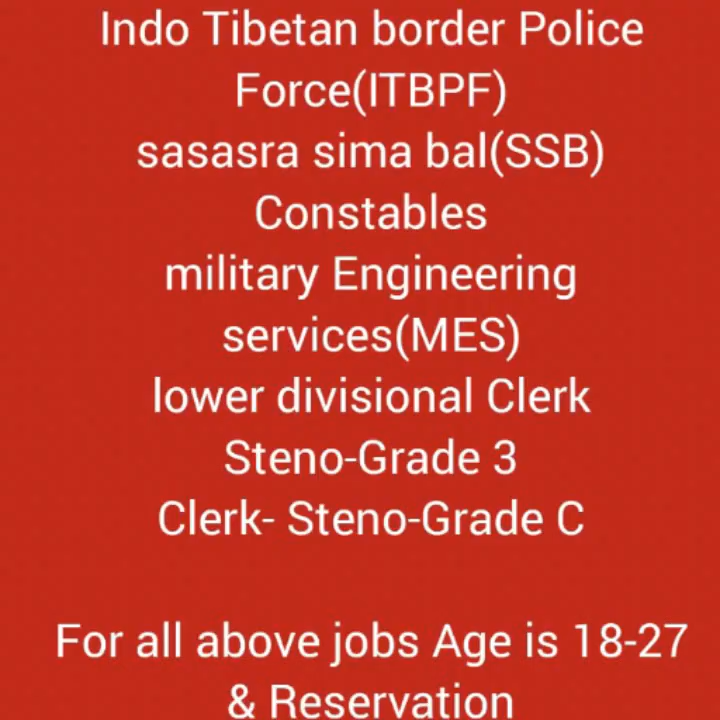 Indo Tibetan border Police
Force(ITBPF)
sasasra sima bal(SSB)
Constables
military Engineering
services(MES)
lower divisional Clerk
Steno-Grade 3
Clerk- Steno-Grade C
For all above jobs Age is 18-27
& Reservation